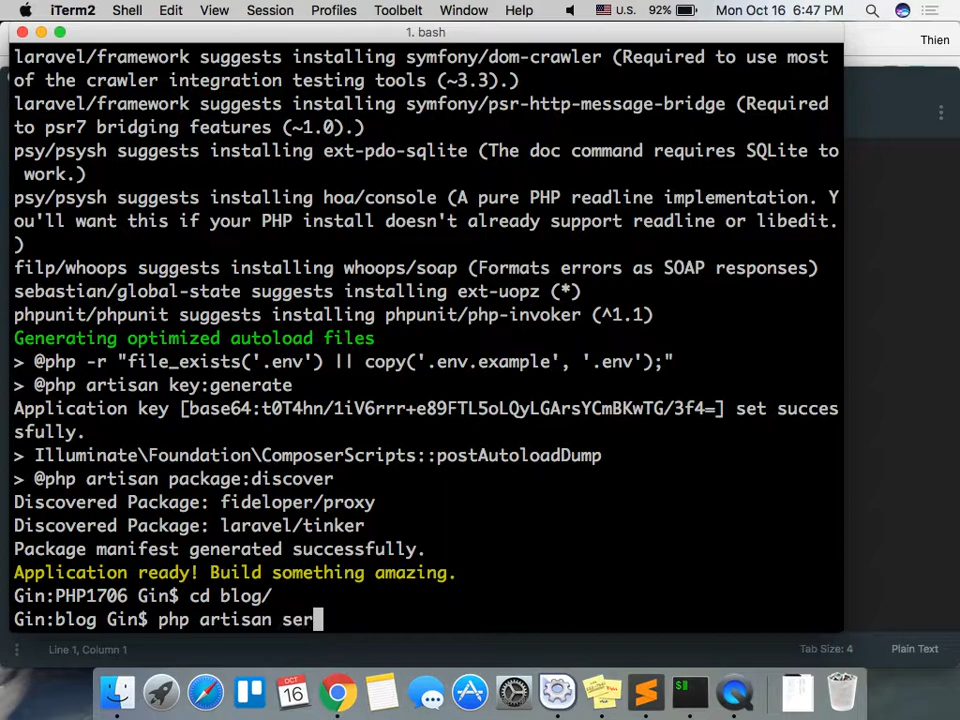 iTerm2 Shell Edit View Session Profiles Toolbelt Window Help U.S. 92% Mon Oct 16 6:47 PM
1. bash
Thien
laravel/framework suggests installing symfony/dom-crawler (Required to use most
of the crawler integration testing tools (~3.3).)
laravel/framework suggests installing symfony/psr-http-message-bridge (Required
to psr7 bridging features (~1.0).)
psy/psysh suggests installing ext-pdo-sqlite (The doc command requires SQLite to
work.)
psy/psysh suggests installing hoa/console (A pure PHP readline implementation. Y
ou'll want this if your PHP install doesn't already support readline or libedit.
)
filp/whoops suggests installing whoops/soap (Formats errors as SOAP responses)
sebastian/global-state suggests installing ext-uopz (*)
phpunit/phpunit suggests installing phpunit/php-invoker (^1.1)
Generating optimized autoload files
> @php -r "file_exists('.env') || copy('.env.example', '.env');"
> @php artisan key:generate
Application key [base64:t0T4hn/1iV6rrr+e89FTL5oLQyLGArsYCmBKwTG/3f4=] set succes
sfully.
> Illuminate\Foundation\ComposerScripts::postAutoloadDump
> @php artisan package:discover
Discovered Package: fideloper/proxy
Discovered Package: laravel/tinker
Package manifest generated successfully.
Application ready! Build something amazing.
Gin:PHP1706 Gin$ cd blog/
Gin:blog Gin$ php artisan ser
Line 1, Column 1 Tab Size: 4 Plain Text
OCT
16